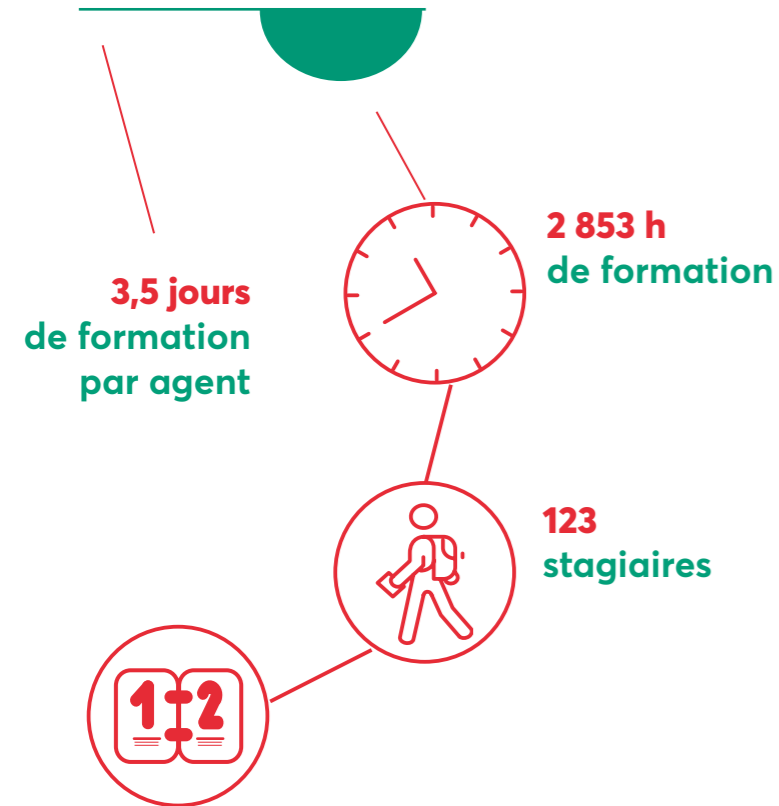 2 853 h
de formation
3,5 jours
de formation
par agent
123
stagiaires
1 2